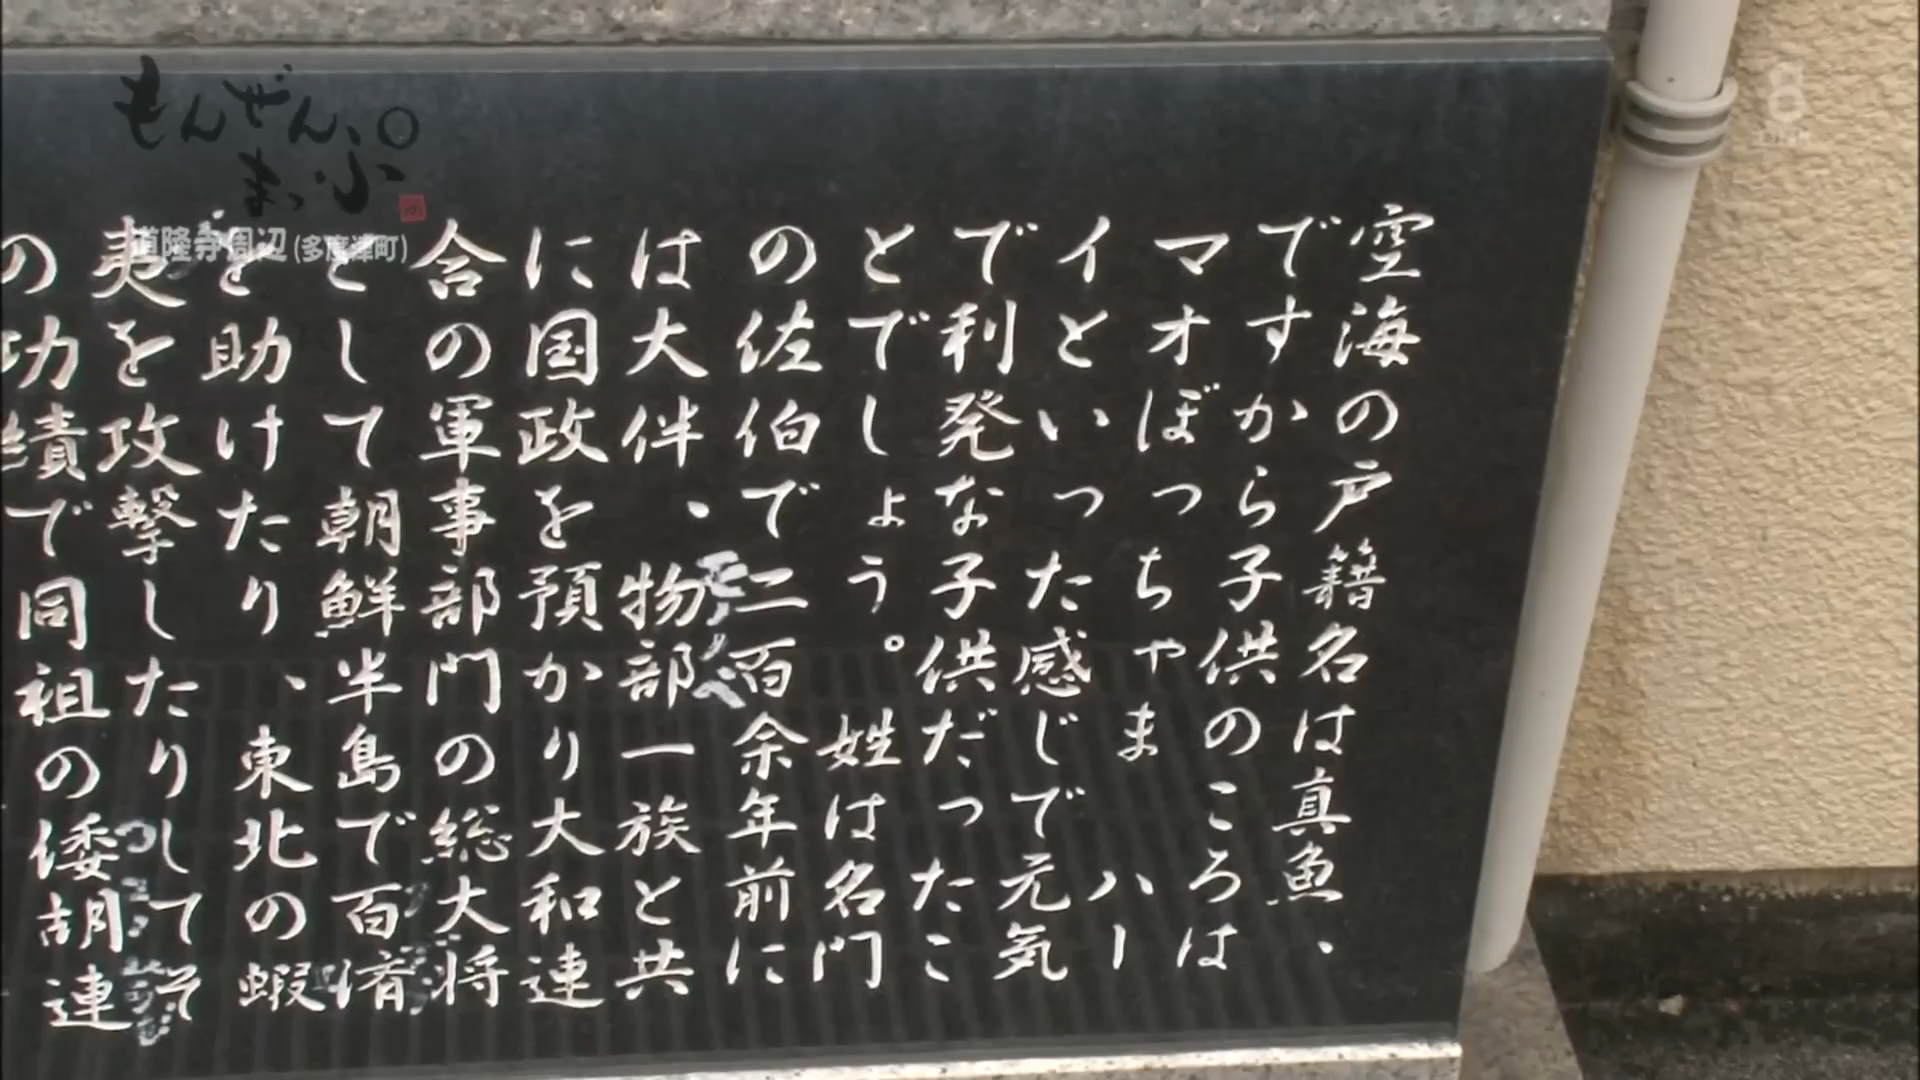 もんぜん
まっぷ
道隆寺周辺(多度津町)
8
空海の戸籍名は真魚、
ですから子供のころは
マオぼっちゃま ハー
イといった感じで元気
で利発な子供だったこ
とでしょう。 姓は名門
の佐伯で二百余年前に
は大伴、物部一族と共
に国政を預かり大和連
合の軍事部門の総大将
として朝鮮半島で百済
を助けたり、東北の蝦
夷を攻撃したりしてそ
の功績で同祖の倭胡連